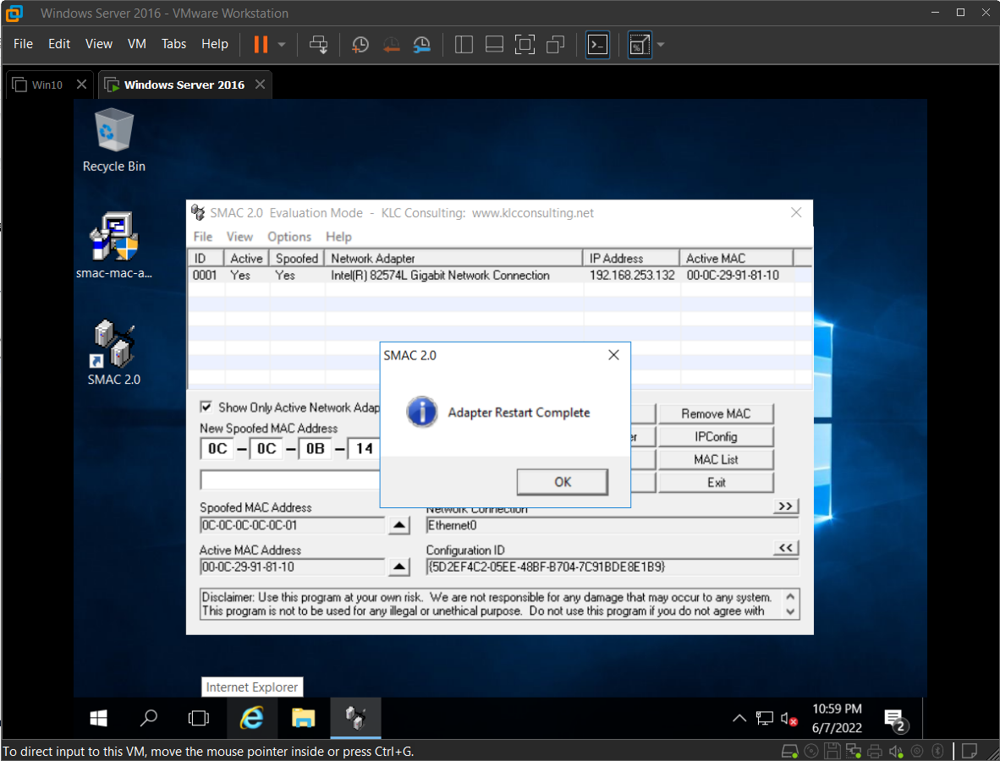 Windows Server 2016 - VMware Workstation
File Edit View VM Tabs Help
Win10
Windows Server 2016
Recycle Bin
smac-mac-a...
SMAC 2.0
SMAC 2.0 Evaluation Mode - KLC Consulting: www.klcconsulting.net
File View Options Help
ID Active Spoofed Network Adapter IP Address Active MAC
0001 Yes Yes Intel(R) 82574L Gigabit Network Connection 192.168.253.132 00-0C-29-91-81-10
SMAC 2.0
Adapter Restart Complete
OK
Show Only Active Network Adap
New Spoofed MAC Address
0C - 0C - 0B - 14
Remove MAC
IPConfig
MAC List
Exit
>>
Spoofed MAC Address
0C-0C-0C-0C-0C-01
Network Connection
Ethernet0
<<
Active MAC Address
00-0C-29-91-81-10
Configuration ID
{5D2EF4C2-05EE-48BF-B704-7C91BDE8E1B9}
Disclaimer: Use this program at your own risk. We are not responsible for any damage that may occur to any system.
This program is not to be used for any illegal or unethical purpose. Do not use this program if you do not agree with
Internet Explorer
10:59 PM
6/7/2022
2
To direct input to this VM, move the mouse pointer inside or press Ctrl+G.